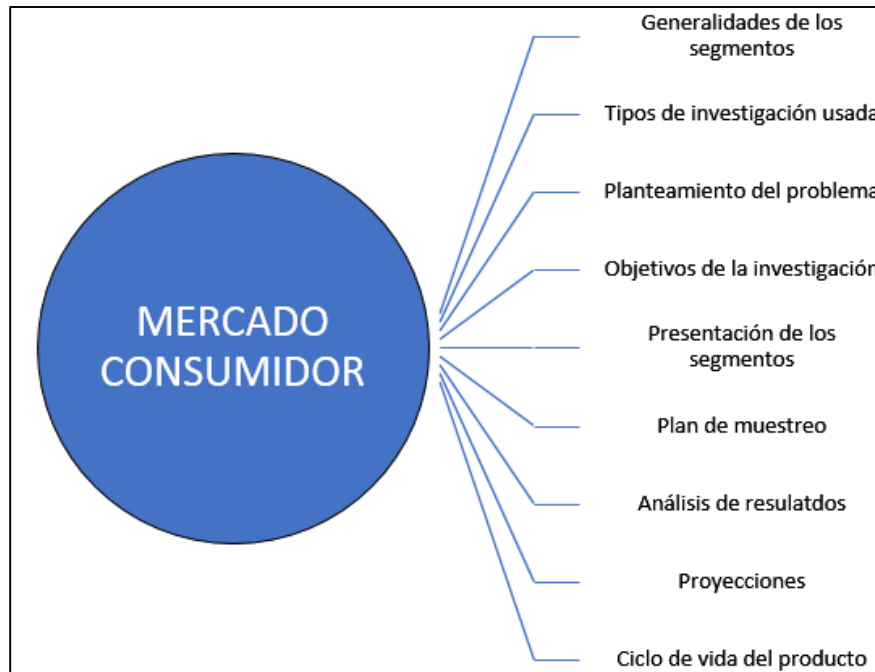 MERCADO
CONSUMIDOR
Generalidades de los
segmentos
Tipos de investigación usada
Planteamiento del problema
Objetivos de la investigación
Presentación de los
segmentos
Plan de muestreo
Análisis de resulatdos
Proyecciones
Ciclo de vida del producto